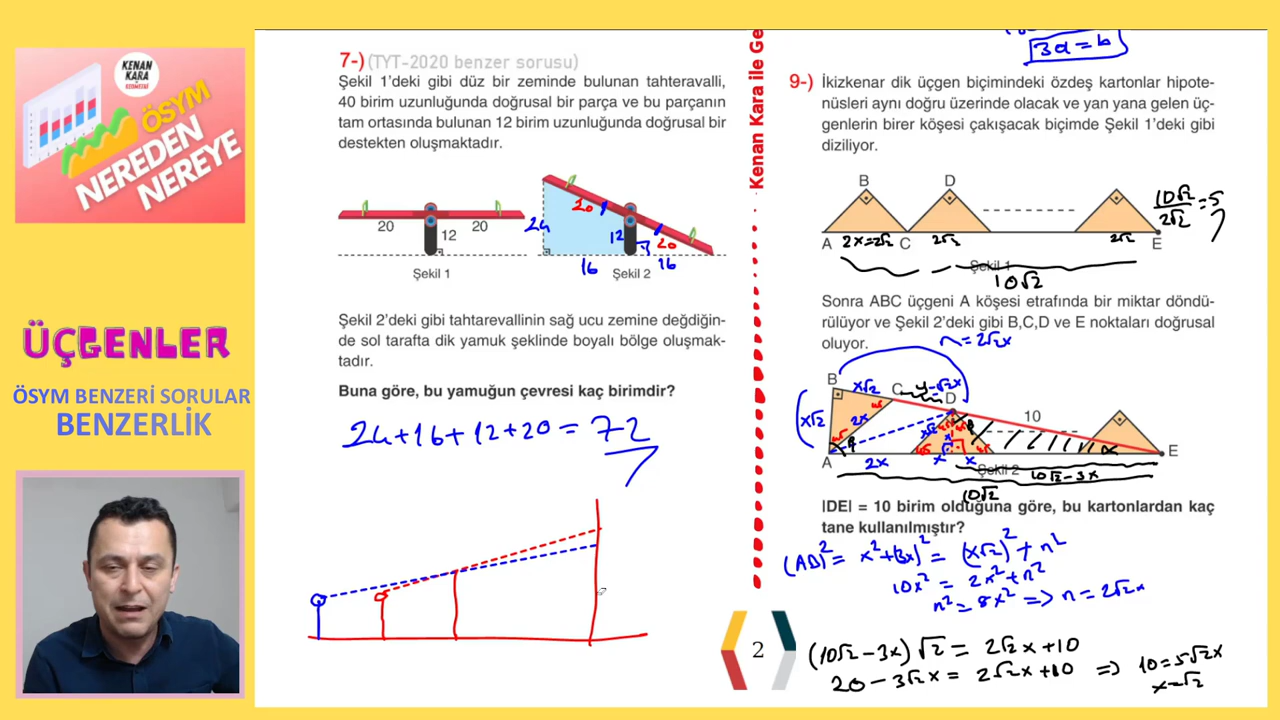 KENAN
KARA
ÖSYM
NEREDEN
NEREYE
ÜÇGENLER
ÖSYM BENZERİ SORULAR
BENZERLİK
7-) (TYT-2020 benzer sorusu)
Şekil 1'deki gibi düz bir zeminde bulunan tahteravalli,
40 birim uzunluğunda doğrusal bir parça ve bu parçanın
tam ortasında bulunan 12 birim uzunluğunda doğrusal bir
destekten oluşmaktadır.
20 12 20
Şekil 1
24 20 12 20
16 16
Şekil 2
Şekil 2'deki gibi tahtarevallinin sağ ucu zemine değdiğin-
de sol tarafta dik yamuk şeklinde boyalı bölge oluşmak-
tadır.
Buna göre, bu yamuğun çevresi kaç birimdir?
24+16+12+20=72
Kenan Kara ile Ge
2
3a=b
9-) İkizkenar dik üçgen biçimindeki özdeş kartonlar hipote-
nüsleri aynı doğru üzerinde olacak ve yan yana gelen üç-
genlerin birer köşesi çakışacak biçimde Şekil 1'deki gibi
diziliyor.
B D
10√2/2√2=5
A 2x=2√2 C 2√2 2√2 E
Şekil 1
10√2
Sonra ABC üçgeni A köşesi etrafında bir miktar döndü-
rülüyor ve Şekil 2'deki gibi B,C,D ve E noktaları doğrusal
oluyor.
n=2√2x
B x√2 C y=√2x
D 10
x√2 2x x√2
A 2x x x E
10√2-3x
Şekil 2
10√2
|DE| = 10 birim olduğuna göre, bu kartonlardan kaç
tane kullanılmıştır?
(AB)²= x²+(3x)²=(x√2)²+n²
10x²= 2x²+n²
n²=8x² => n=2√2x
(10√2-3x)√2= 2√2x+10
20-3√2x= 2√2x+10 => 10=5√2x
x=√2